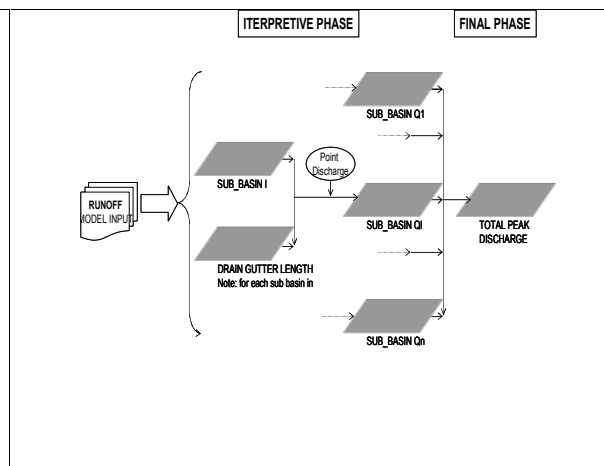 ITERPRETIVE PHASE
FINAL PHASE
SUB_BASIN Q1
Point
Discharge
SUB_BASIN I
RUNOFF
MODEL INPUT
SUB_BASIN QI
TOTAL PEAK
DISCHARGE
DRAIN GUTTER LENGTH
Note: for each sub basin in
SUB_BASIN Qn